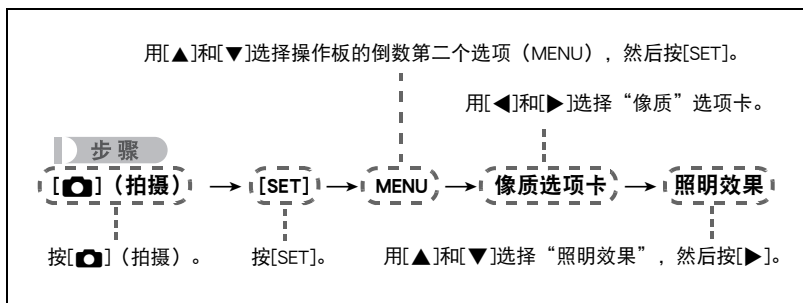 用[▲]和[▼]选择操作板的倒数第二个选项（MENU），然后按[SET]。
用[◀]和[▶]选择“像质”选项卡。
步骤
[📷]（拍摄） → [SET] → MENU → 像质选项卡 → 照明效果
按[📷]（拍摄）。 按[SET]。 用[▲]和[▼]选择“照明效果”，然后按[▶]。